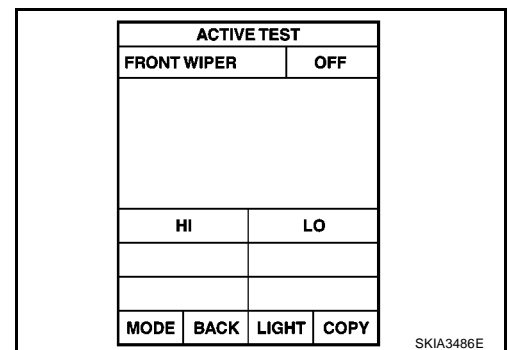 ACTIVE TEST
FRONT WIPER OFF
HI LO
MODE BACK LIGHT COPY
SKIA3486E